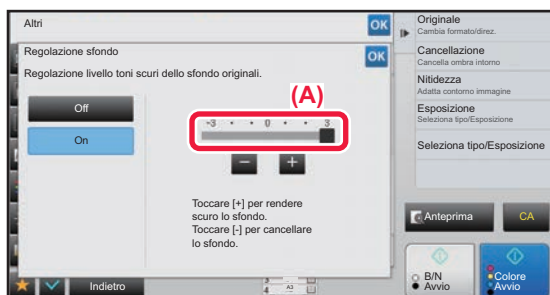 Altri
OK
Regolazione sfondo
OK
Regolazione livello toni scuri dello sfondo originali.
Off
On
(A)
-3 • • 0 • • 3
− +
Toccare [+] per rendere
scuro lo sfondo.
Toccare [-] per cancellare
lo sfondo.
Indietro
A3
4
Originale
Cambia formato/direz.
Cancellazione
Cancella ombra intorno
Nitidezza
Adatta contorno immagine
Esposizione
Seleziona tipo/Esposizione
Seleziona tipo/Esposizione
Anteprima
CA
B/N
Avvio
Colore
Avvio